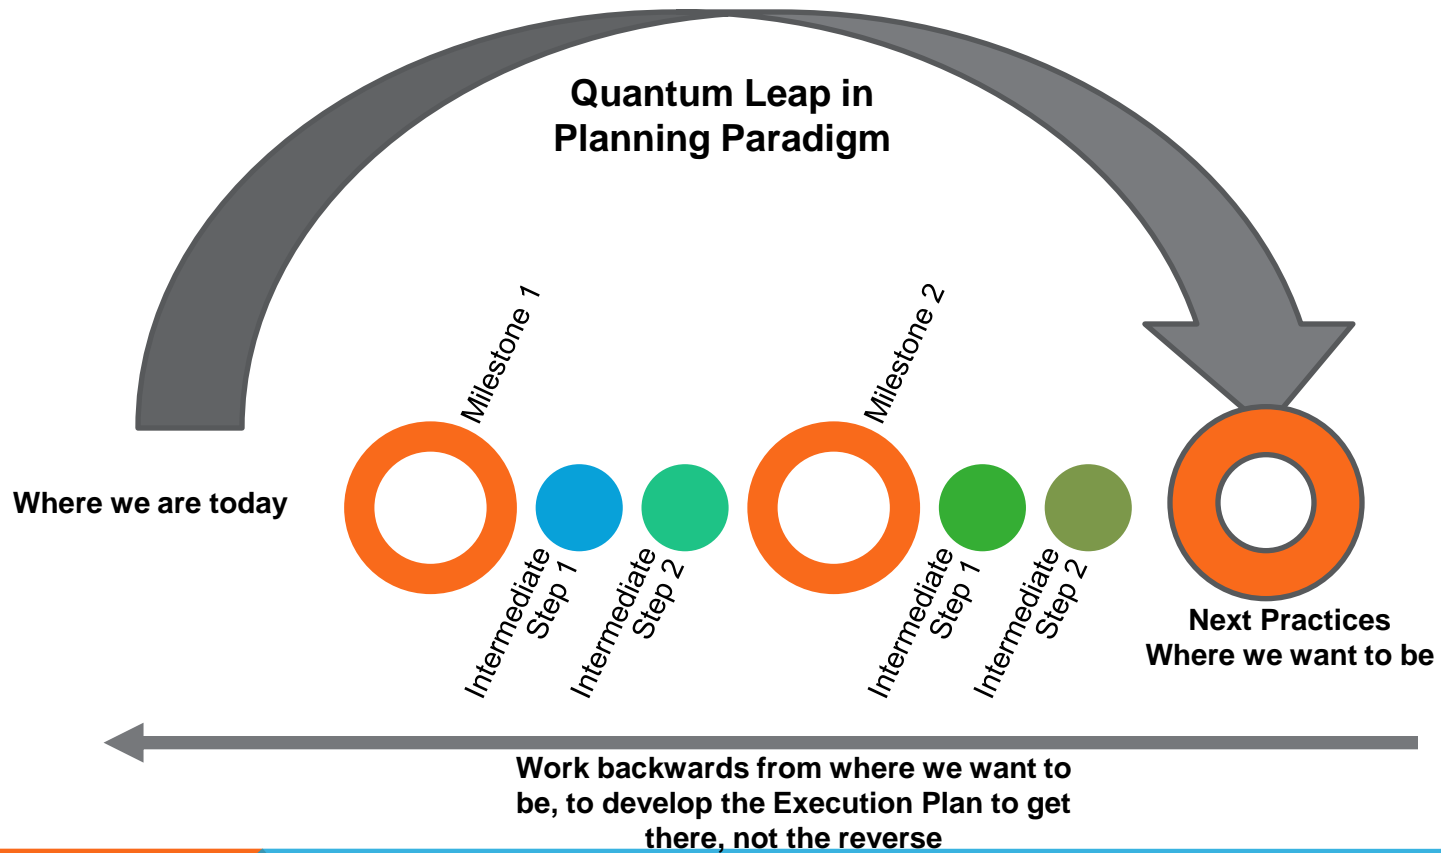 Quantum Leap in
Planning Paradigm
Milestone 1
Milestone 2
Where we are today
Intermediate
Step 1
Intermediate
Step 2
Intermediate
Step 1
Intermediate
Step 2
Next Practices
Where we want to be
Work backwards from where we want to
be, to develop the Execution Plan to get
there, not the reverse